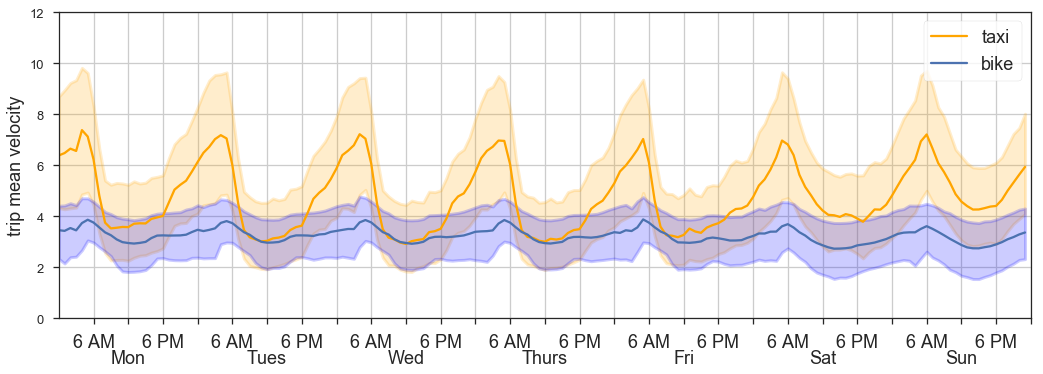 trip mean velocity
12
10
8
6
4
2
0
taxi
bike
6 AM 6 PM 6 AM 6 PM 6 AM 6 PM 6 AM 6 PM 6 AM 6 PM 6 AM 6 PM 6 AM 6 PM
Mon Tues Wed Thurs Fri Sat Sun